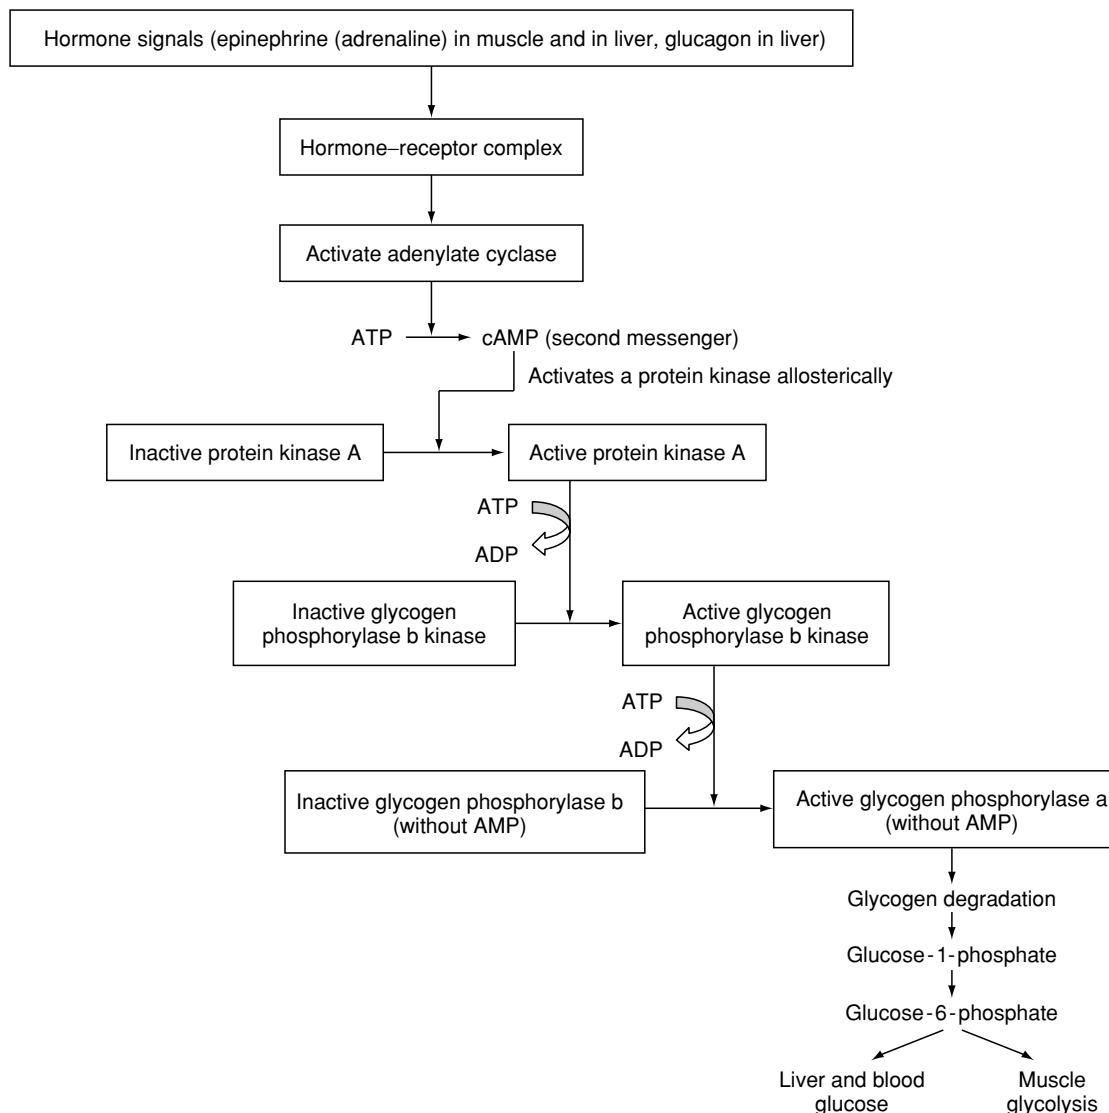 Hormone signals (epinephrine (adrenaline) in muscle and in liver, glucagon in liver)
Hormone–receptor complex
Activate adenylate cyclase
ATP
cAMP (second messenger)
Activates a protein kinase allosterically
Inactive protein kinase A
Active protein kinase A
ATP
ADP
Inactive glycogen
phosphorylase b kinase
Active glycogen
phosphorylase b kinase
ATP
ADP
Inactive glycogen phosphorylase b
(without AMP)
Active glycogen phosphorylase a
(without AMP)
Glycogen degradation
Glucose-1-phosphate
Glucose-6-phosphate
Liver and blood
glucose
Muscle
glycolysis